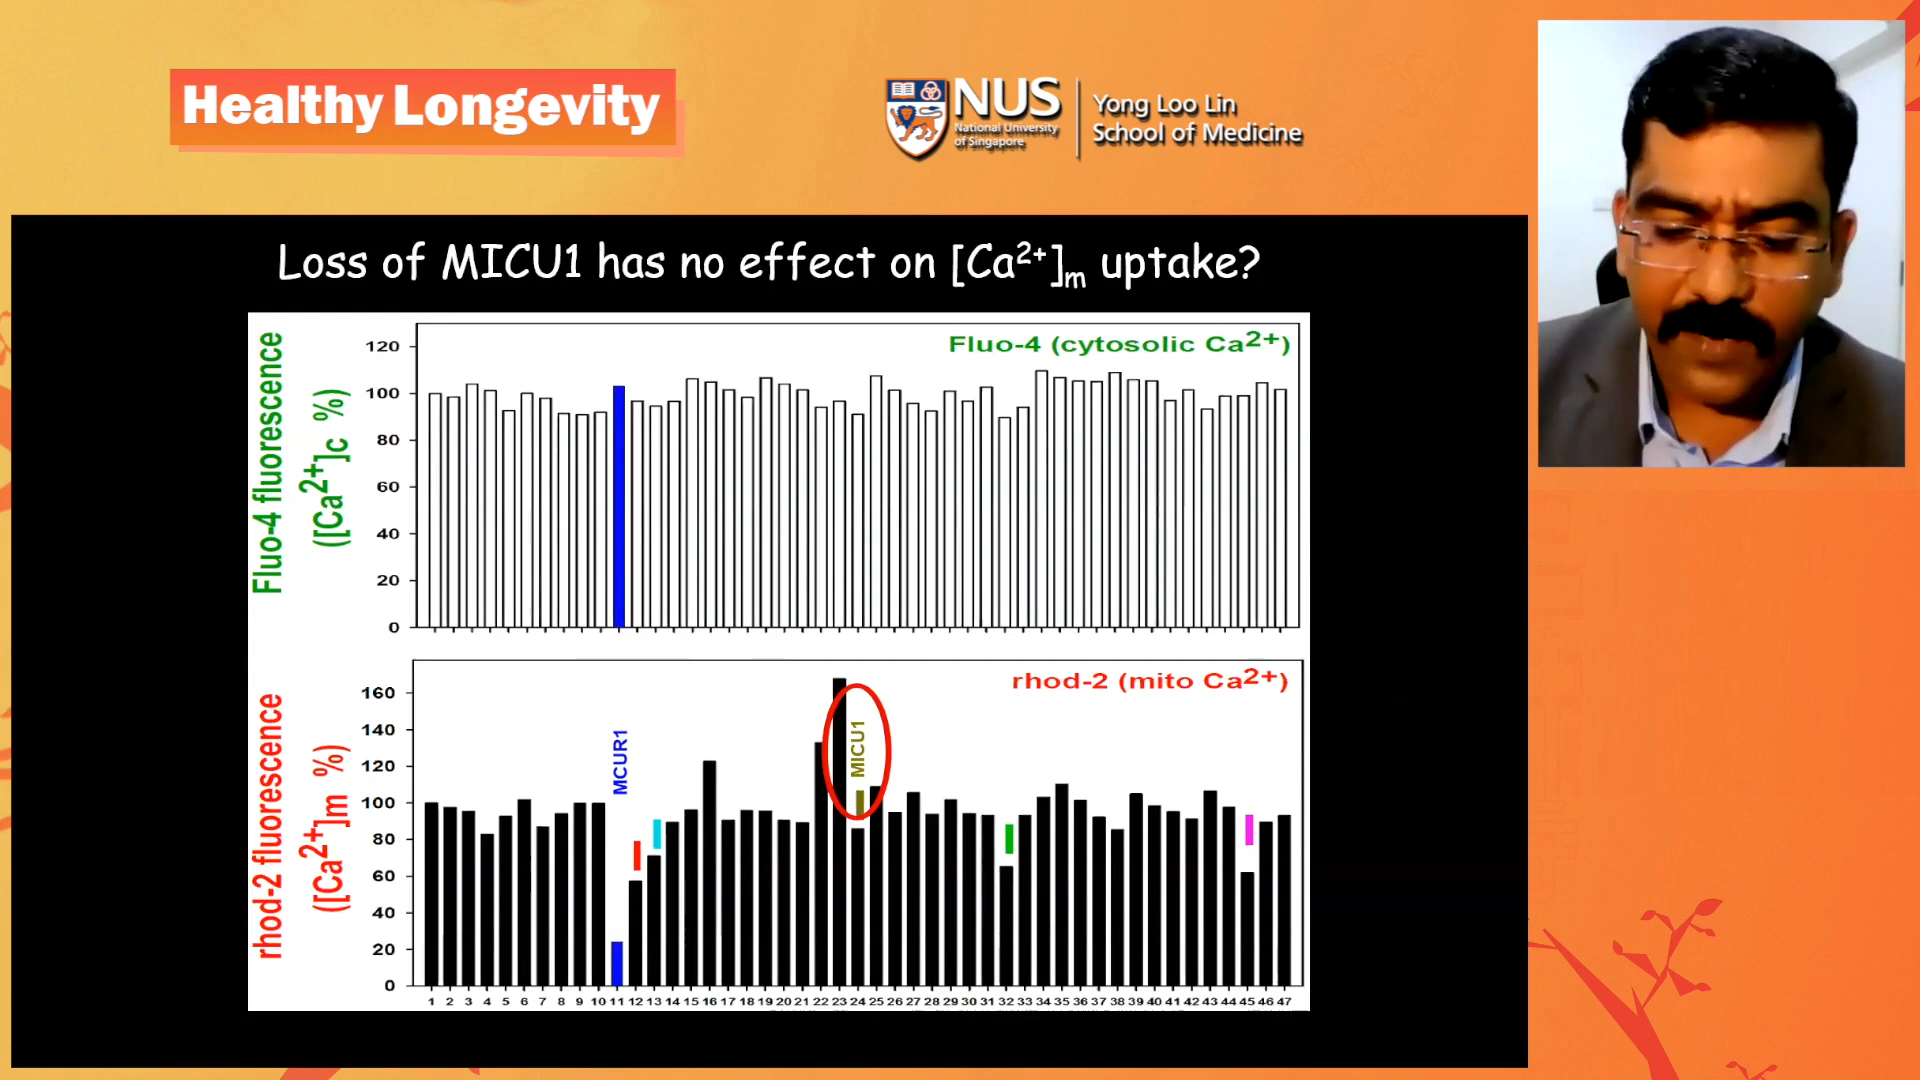 Healthy Longevity
NUS
National University
of Singapore
Yong Loo Lin
School of Medicine
Loss of MICU1 has no effect on [Ca²⁺]ₘ uptake?
Fluo-4 fluorescence
([Ca2+]c %)
Fluo-4 (cytosolic Ca2+)
120
100
80
60
40
20
0
rhod-2 fluorescence
([Ca2+]m %)
rhod-2 (mito Ca2+)
160
140
120
100
80
60
40
20
0
MCUR1
MICU1
1 2 3 4 5 6 7 8 9 10 11 12 13 14 15 16 17 18 19 20 21 22 23 24 25 26 27 28 29 30 31 32 33 34 35 36 37 38 39 40 41 42 43 44 45 46 47